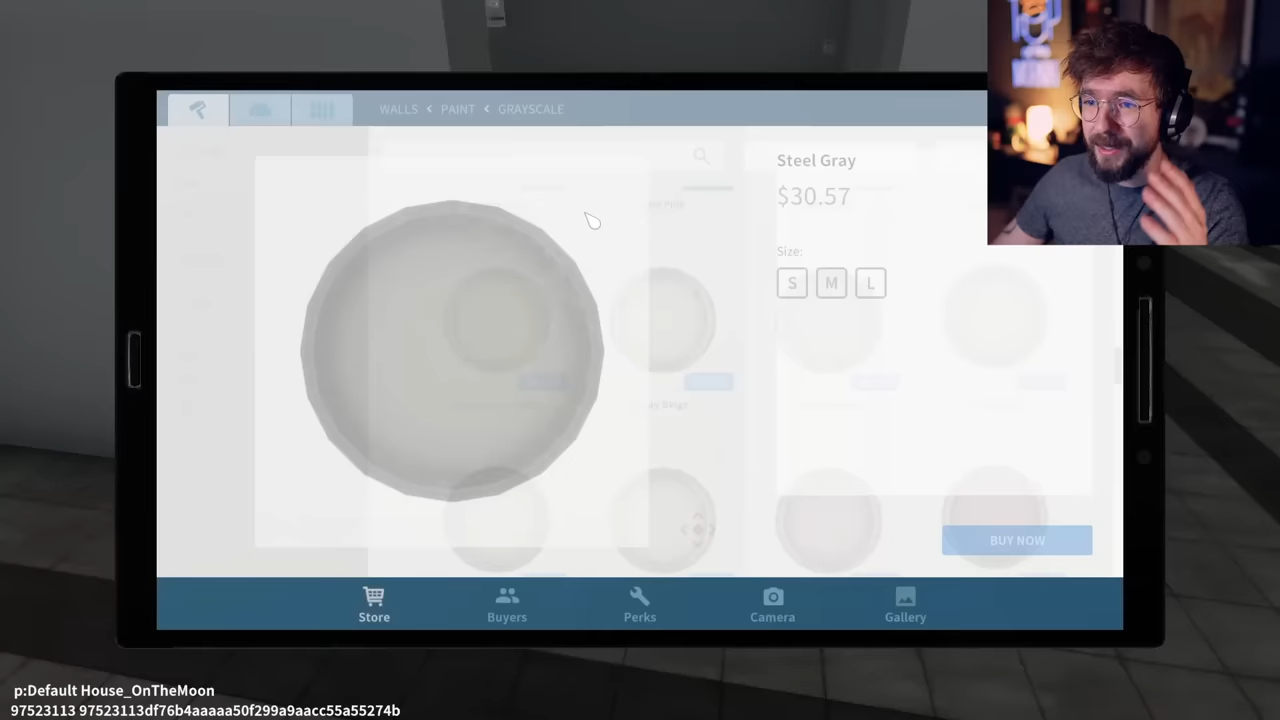 WALLS < PAINT < GRAYSCALE
Steel Gray
$30.57
Size:
S M L
BUY NOW
Store Buyers Perks Camera Gallery
p:Default House_OnTheMoon
97523113 97523113df76b4aaaaa50f299a9aacc55a55274b